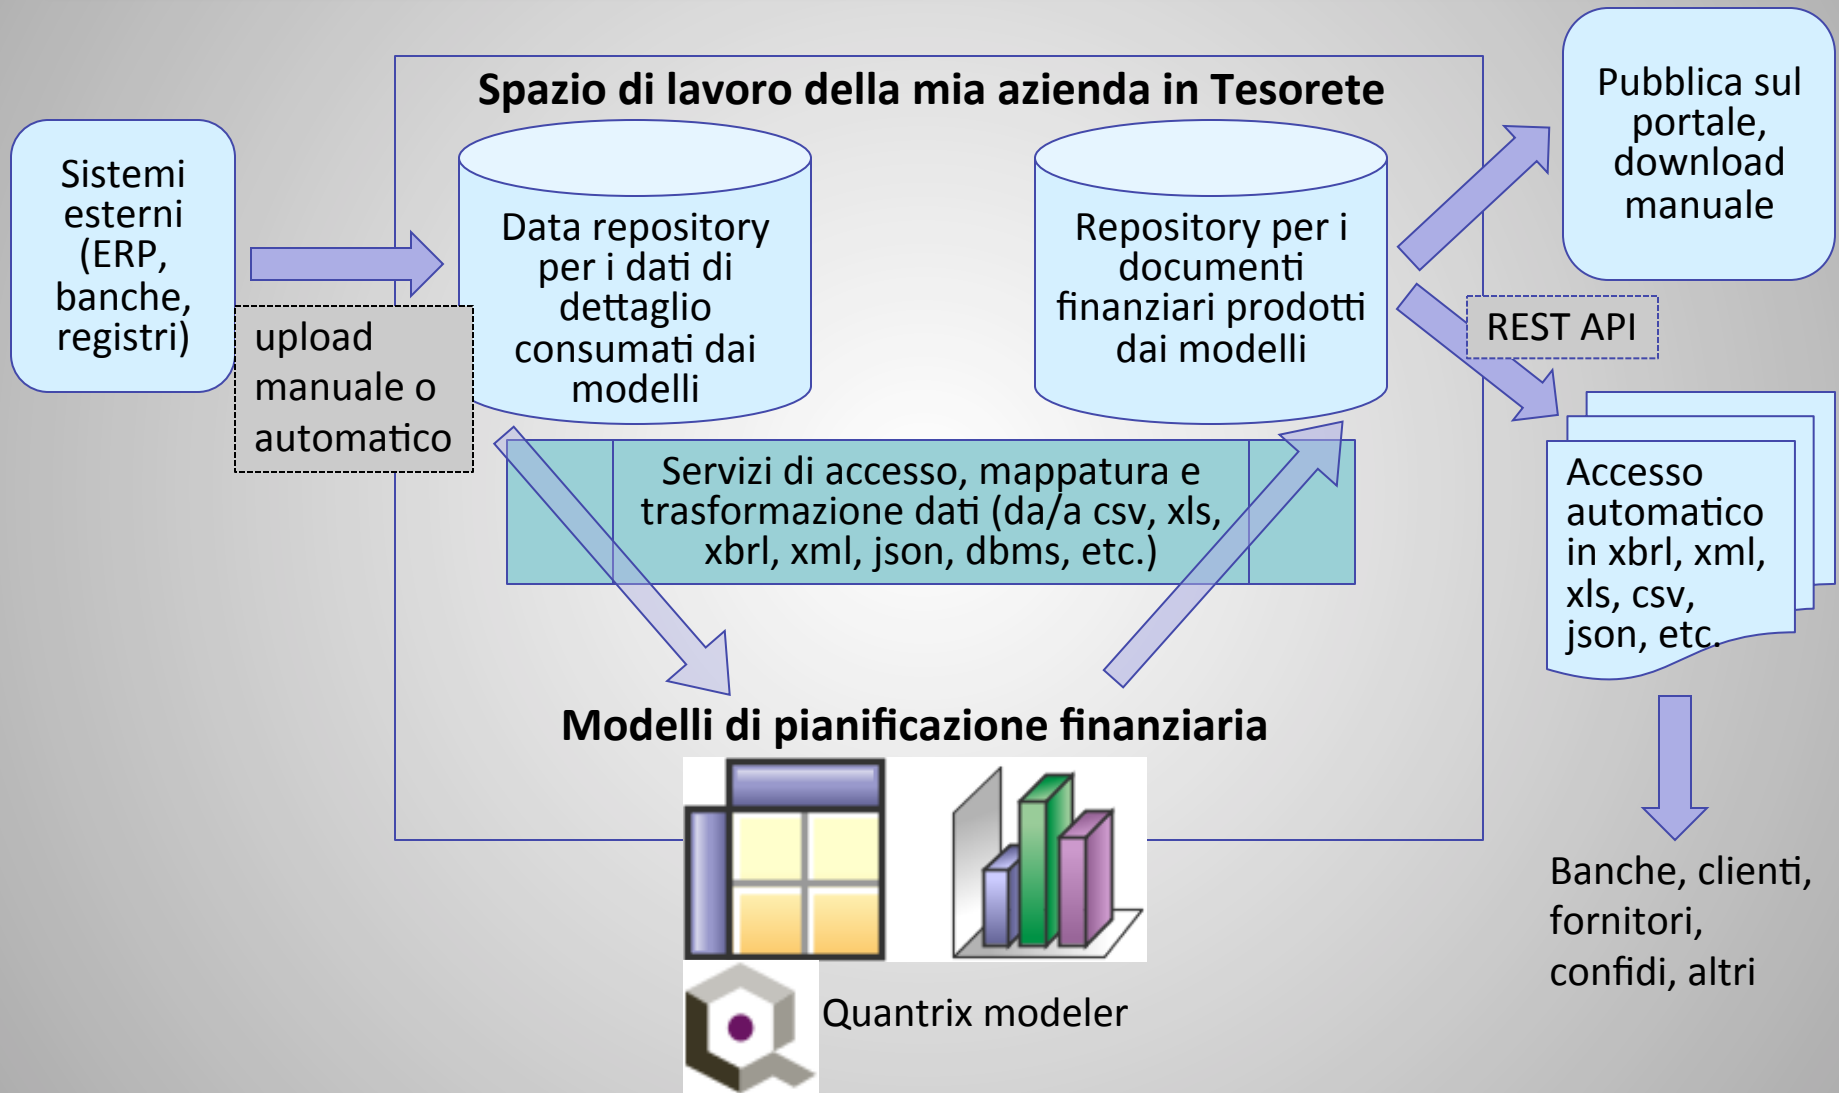 Spazio di lavoro della mia azienda in Tesorete
Sistemi
esterni
(ERP,
banche,
registri)
upload
manuale o
automatico
Data repository
per i dati di
dettaglio
consumati dai
modelli
Repository per i
documenti
finanziari prodotti
dai modelli
Pubblica sul
portale,
download
manuale
REST API
Servizi di accesso, mappatura e
trasformazione dati (da/a csv, xls,
xbrl, xml, json, dbms, etc.)
Accesso
automatico
in xbrl, xml,
xls, csv,
json, etc.
Modelli di pianificazione finanziaria
Quantrix modeler
Banche, clienti,
fornitori,
confidi, altri